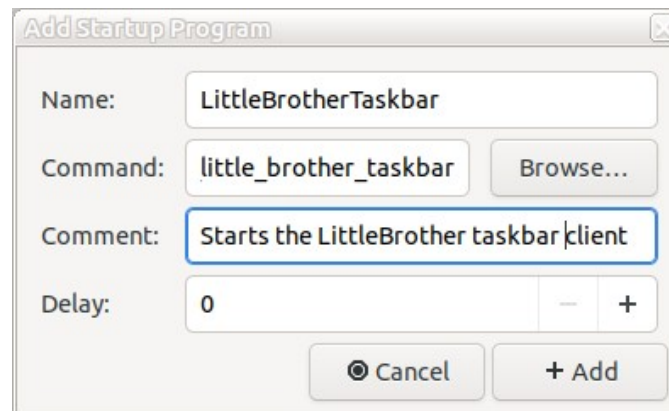 Add Startup Program
Name: LittleBrotherTaskbar
Command: little_brother_taskbar Browse...
Comment: Starts the LittleBrother taskbar client
Delay: 0 − +
Cancel + Add